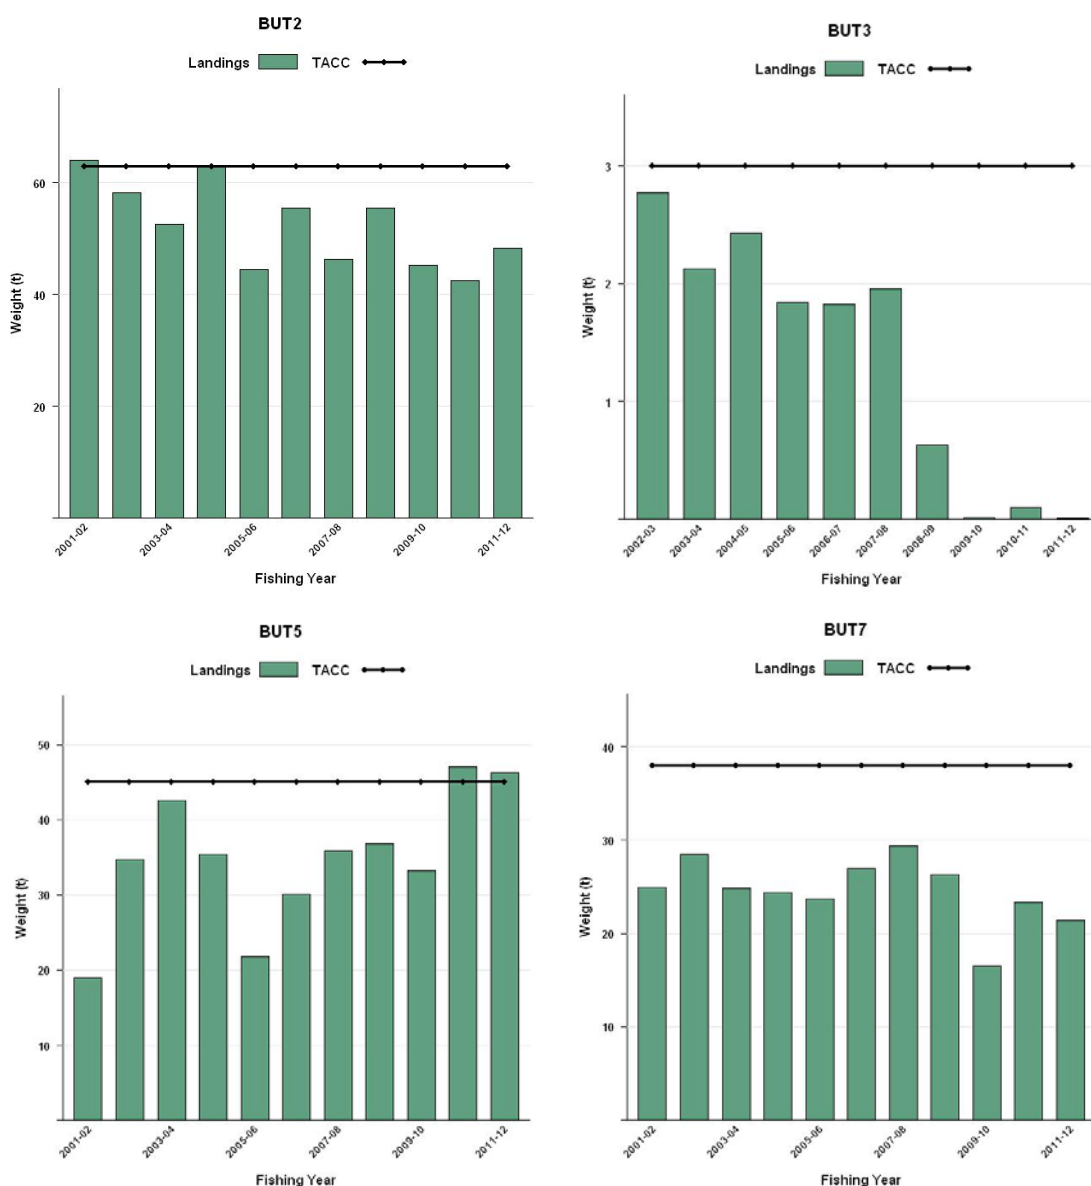 BUT2
Landings TACC
60
40
20
Weight (t)
2001-02 2003-04 2005-06 2007-08 2009-10 2011-12
Fishing Year
BUT3
Landings TACC
3
2
1
Weight (t)
2002-03 2003-04 2004-05 2005-06 2006-07 2007-08 2008-09 2009-10 2010-11 2011-12
Fishing Year
BUT5
Landings TACC
50
40
30
20
10
Weight (t)
2001-02 2003-04 2005-06 2007-08 2009-10 2011-12
Fishing Year
BUT7
Landings TACC
40
30
20
10
Weight (t)
2001-02 2003-04 2005-06 2007-08 2009-10 2011-12
Fishing Year